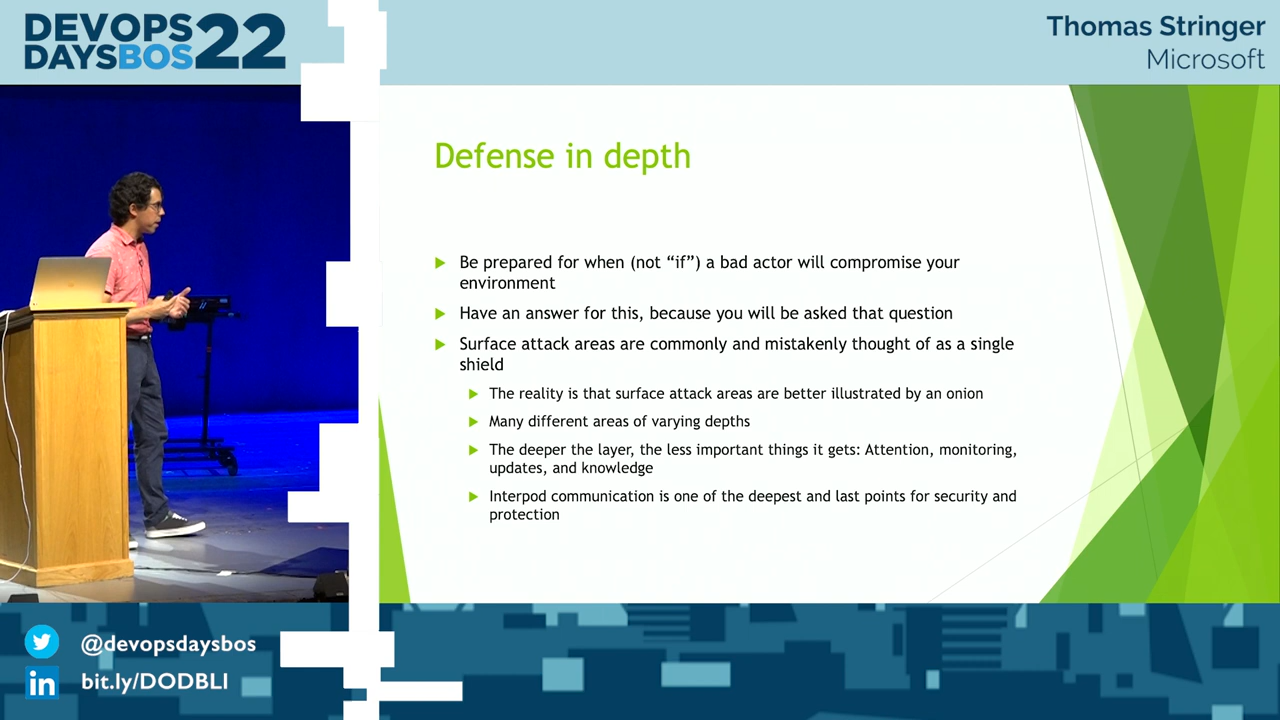 DEVOPS
DAYSBOS22
Thomas Stringer
Microsoft
Defense in depth
Be prepared for when (not “if”) a bad actor will compromise your
environment
Have an answer for this, because you will be asked that question
Surface attack areas are commonly and mistakenly thought of as a single
shield
The reality is that surface attack areas are better illustrated by an onion
Many different areas of varying depths
The deeper the layer, the less important things it gets: Attention, monitoring,
updates, and knowledge
Interpod communication is one of the deepest and last points for security and
protection
@devopsdaysbos
in bit.ly/DODBLI